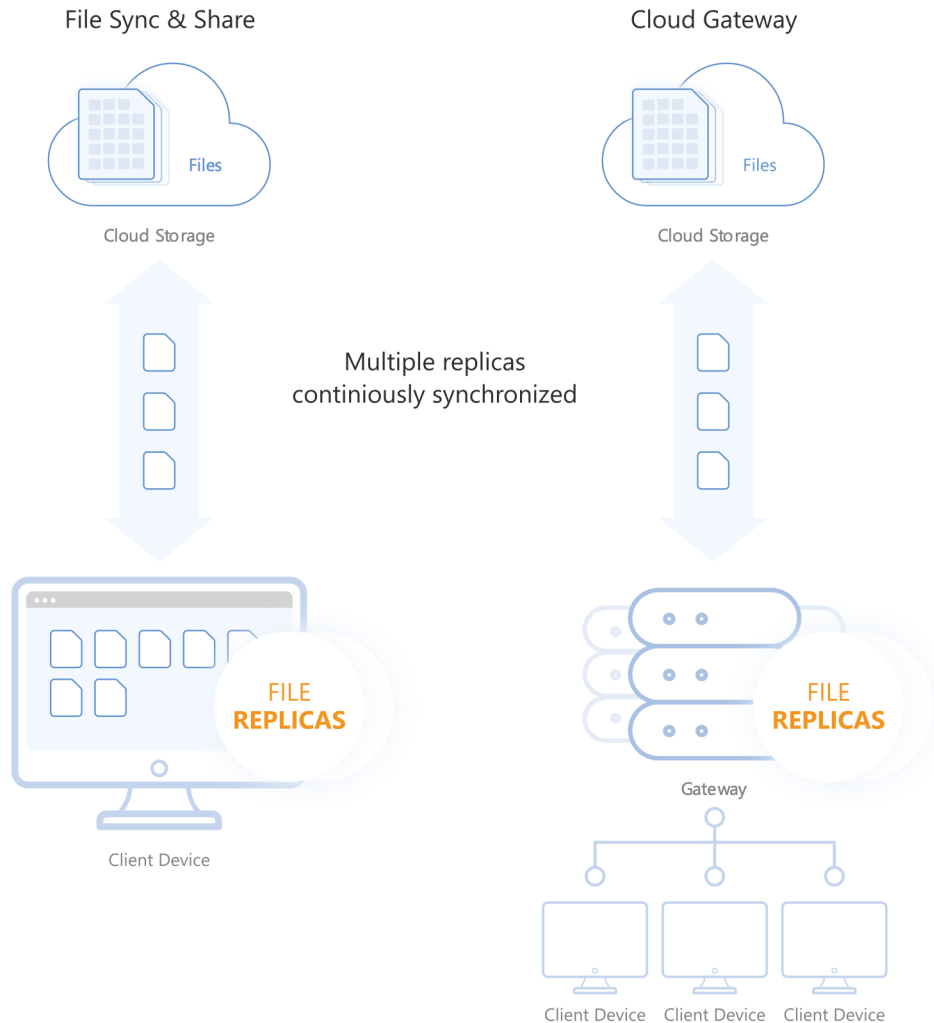 File Sync & Share
Cloud Gateway
Files
Files
Cloud Storage
Cloud Storage
Multiple replicas
continiously synchronized
FILE
REPLICAS
FILE
REPLICAS
Gateway
Client Device
Client Device
Client Device
Client Device